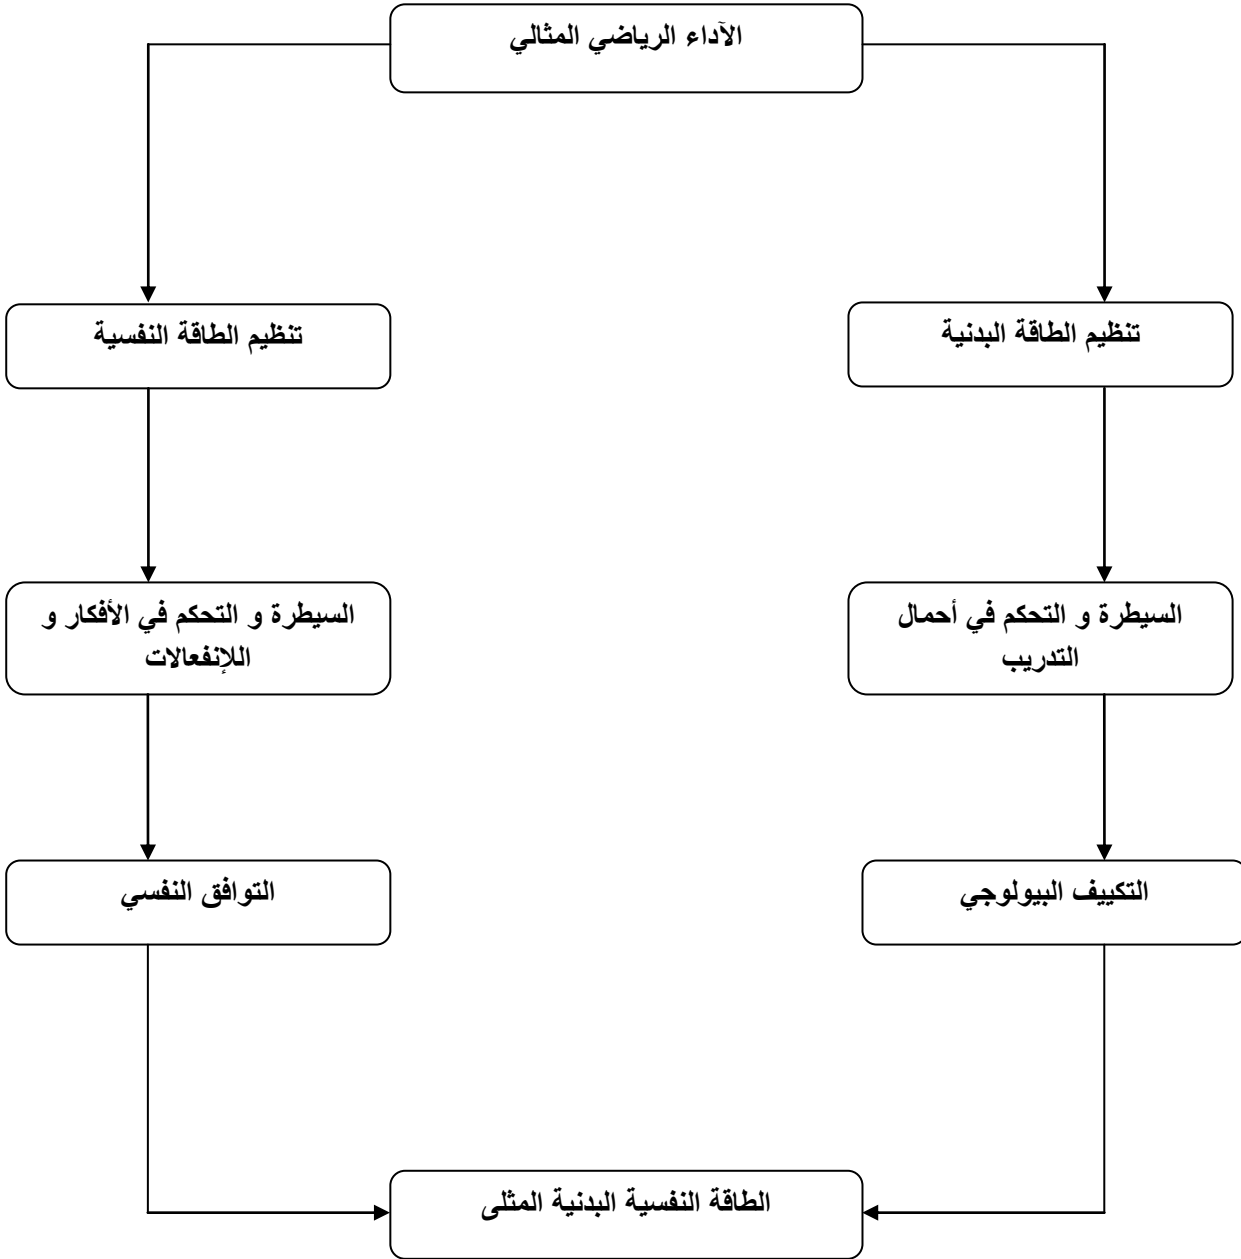 الآداء الرياضي المثالي
تنظيم الطاقة البدنية
تنظيم الطاقة النفسية
السيطرة و التحكم في أحمال
التدريب
السيطرة و التحكم في الأفكار و
اللإنفعالات
التكييف البيولوجي
التوافق النفسي
الطاقة النفسية البدنية المثلى